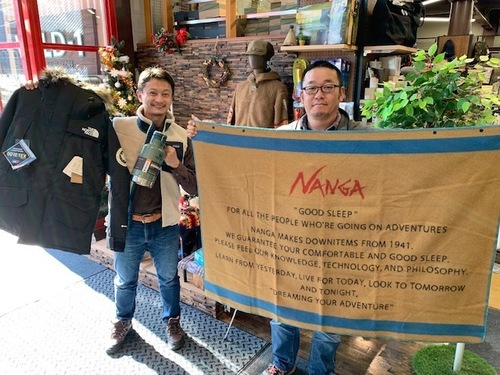 THE NORTH FACE
GORE-TEX
NANGA
"GOOD SLEEP"
FOR ALL THE PEOPLE WHO'RE GOING ON ADVENTURES
NANGA MAKES DOWNITEMS FROM 1941.
WE GUARANTEE YOUR COMFORTABLE AND GOOD SLEEP.
PLEASE FEEL OUR KNOWLEDGE, TECHNOLOGY, AND PHILOSOPHY.
LEARN FROM YESTERDAY, LIVE FOR TODAY, LOOK TO TOMORROW
AND TONIGHT,
"DREAMING YOUR ADVENTURE"